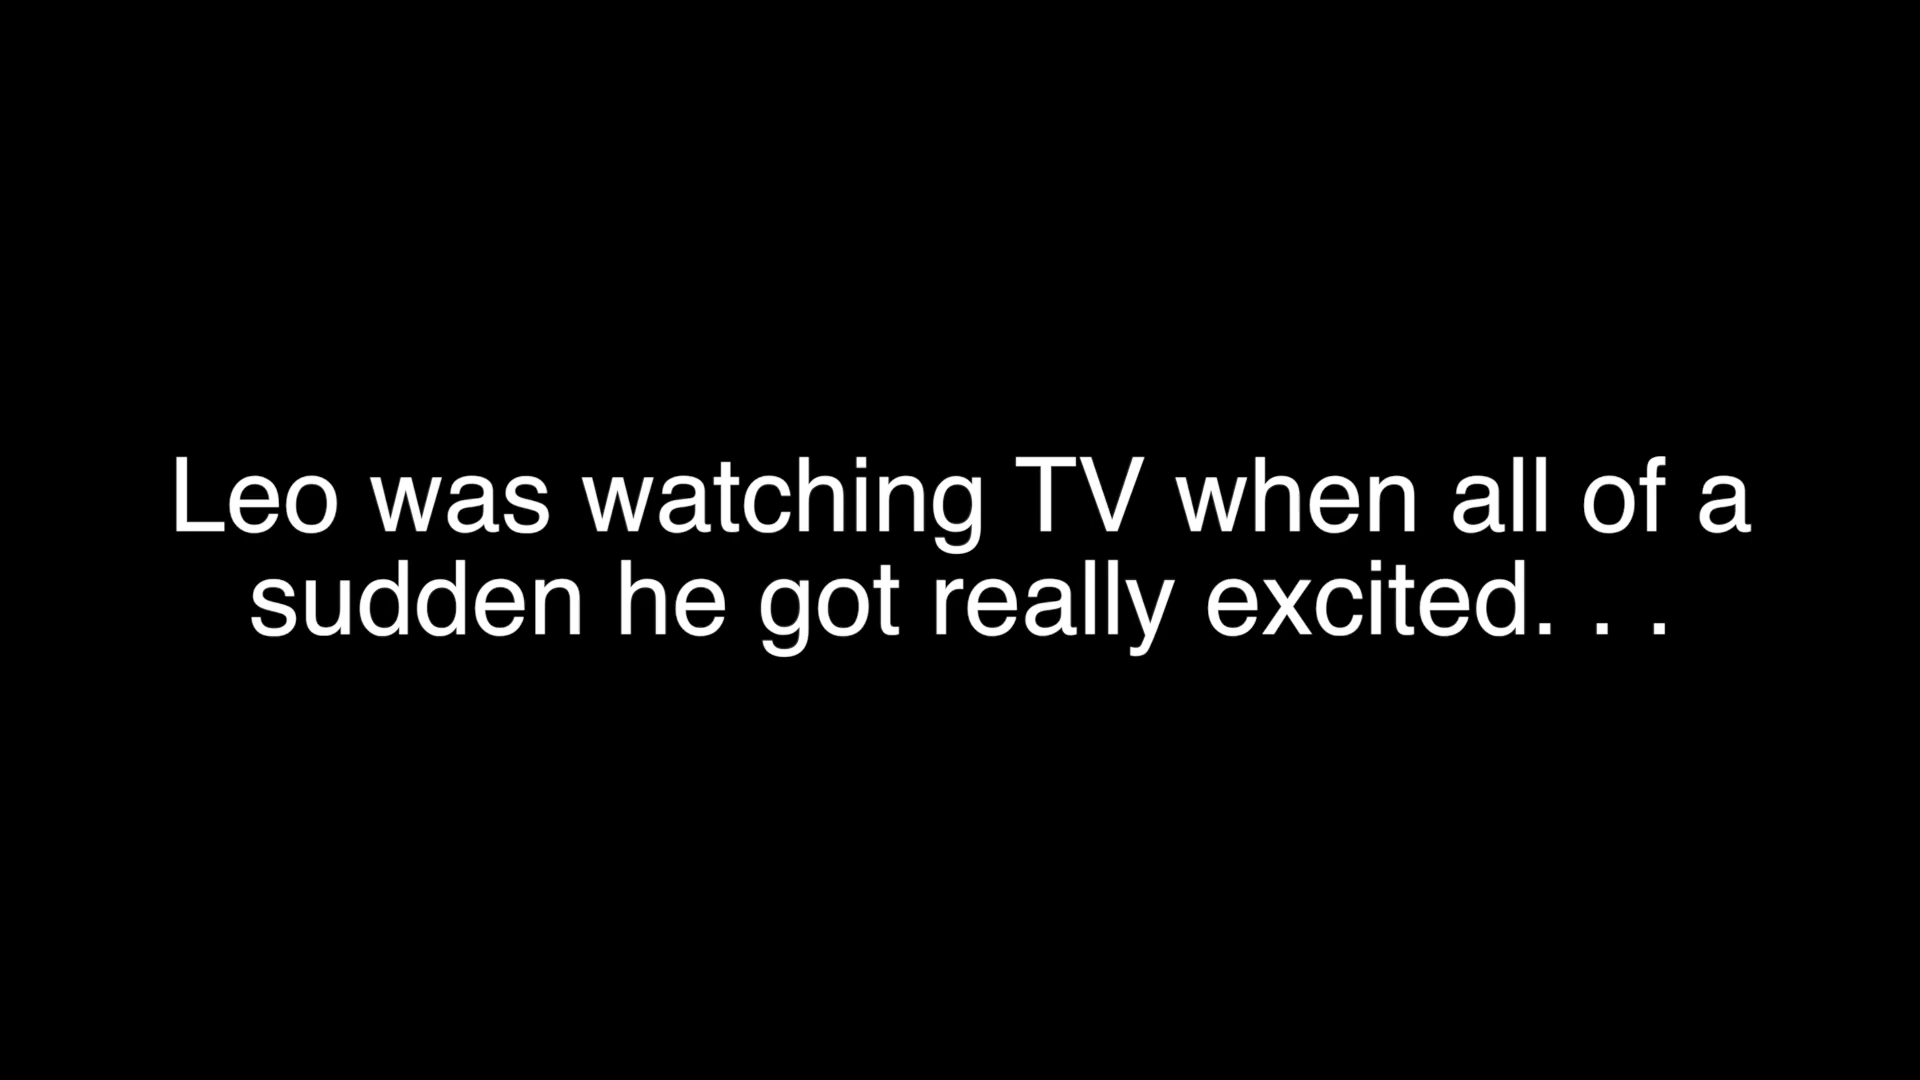 Leo was watching TV when all of a
sudden he got really excited. . .